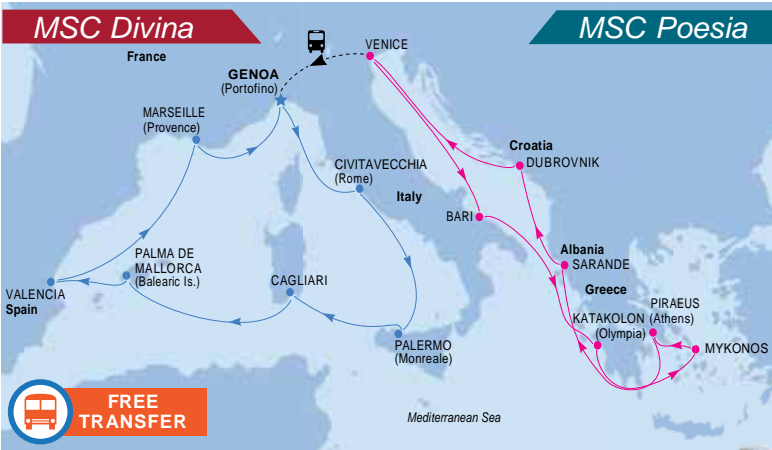 MSC Divina
MSC Poesia
VENICE
France
GENOA
(Portofino)
MARSEILLE
(Provence)
Croatia
DUBROVNIK
CIVITAVECCHIA
(Rome)
Italy
BARI
Albania
SARANDE
PALMA DE
MALLORCA
(Balearic Is.)
CAGLIARI
VALENCIA
Spain
Greece
PIRAEUS
(Athens)
KATAKOLON
(Olympia)
MYKONOS
PALERMO
(Monreale)
FREE
TRANSFER
Mediterranean Sea